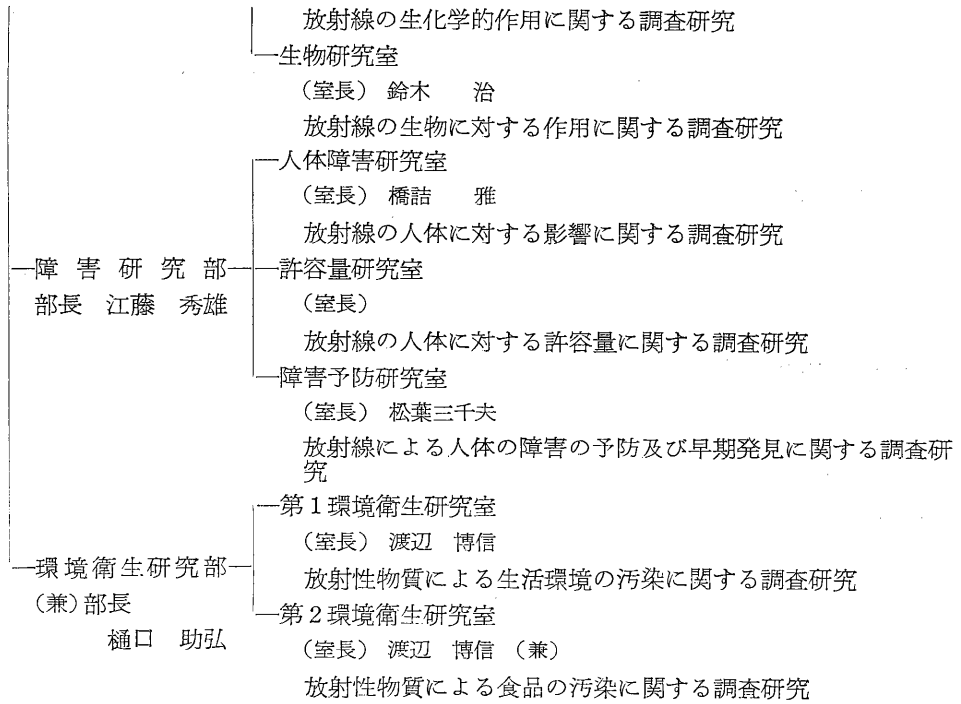 放射線の生化学的作用に関する調査研究
生物研究室
（室長） 鈴木　治
放射線の生物に対する作用に関する調査研究
人体障害研究室
（室長） 橋詰　雅
放射線の人体に対する影響に関する調査研究
障害研究部
部長　江藤　秀雄
許容量研究室
（室長）
放射線の人体に対する許容量に関する調査研究
障害予防研究室
（室長） 松葉三千夫
放射線による人体の障害の予防及び早期発見に関する調査研
究
環境衛生研究部
（兼）部長
樋口　助弘
第１環境衛生研究室
（室長） 渡辺　博信
放射性物質による生活環境の汚染に関する調査研究
第２環境衛生研究室
（室長） 渡辺　博信 （兼）
放射性物質による食品の汚染に関する調査研究